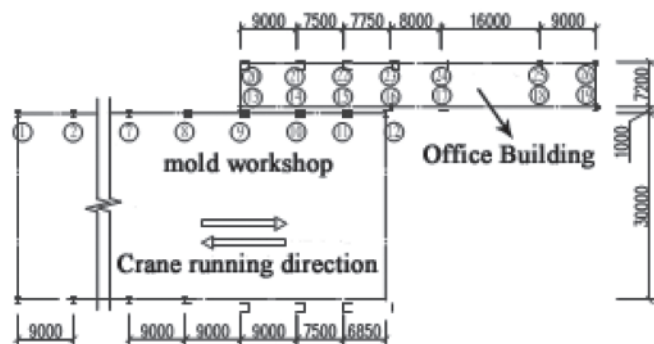 9000 7500 7750 8000 16000 9000
⑳ ㉑ ㉒ ㉓ ㉔ ㉕ ㉖
⑬ ⑭ ⑮ ⑯ ⑰ ⑱ ⑲
7200
① ② ⑦ ⑧ ⑨ ⑩ ⑪ ⑫
mold workshop
Office Building
1000
30000
Crane running direction
9000 9000 9000 9000 7500 6850